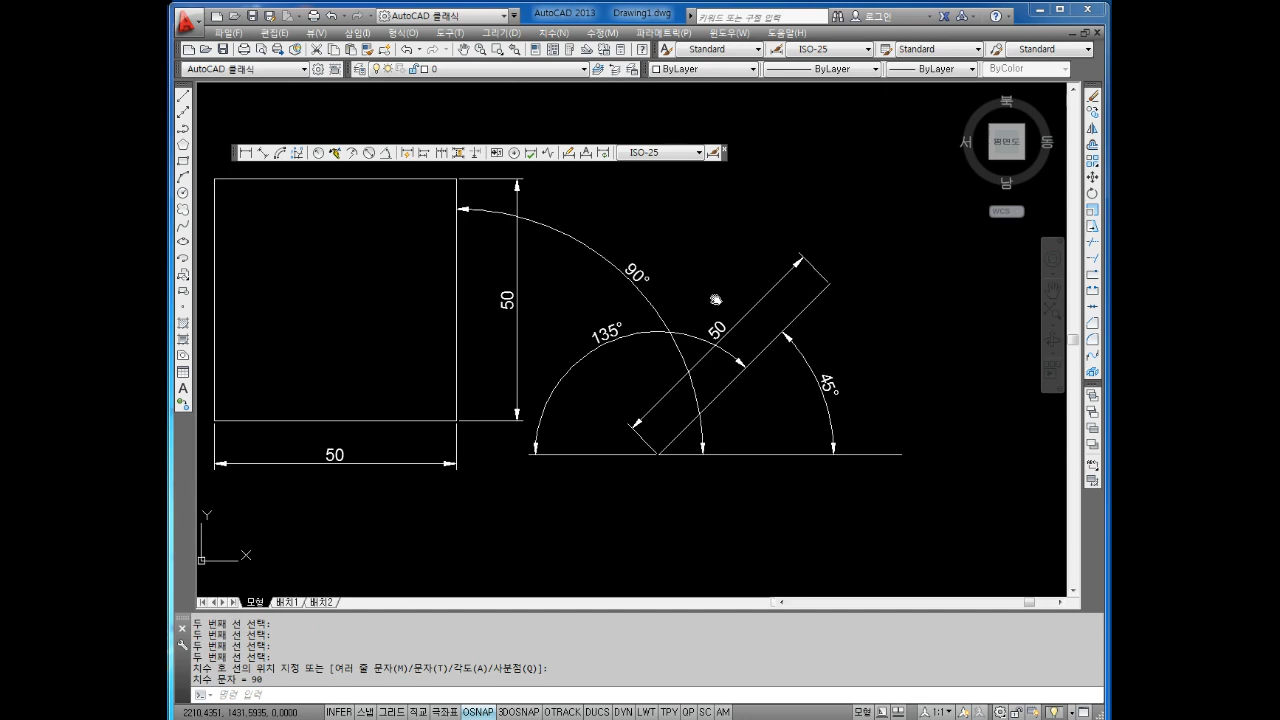 AutoCAD 클래식
AutoCAD 2013 Drawing1.dwg
키워드 또는 구절 입력
로그인
파일(F) 편집(E) 뷰(V) 삽입(I) 형식(O) 도구(T) 그리기(D) 치수(N) 수정(M) 파라메트릭(P) 윈도우(W) 도움말(H)
Standard ISO-25 Standard Standard
AutoCAD 클래식 0 ByLayer ByLayer ByLayer ByColor
북
서 평면도 동
남
WCS
ISO-25
90°
50
135°
50
45°
50
Y
X
모형 배치1 배치2
두 번째 선 선택:
두 번째 선 선택:
두 번째 선 선택:
두 번째 선 선택:
치수 호 선의 위치 지정 또는 [여러 줄 문자(M)/문자(T)/각도(A)/사분점(Q)]:
치수 문자 = 90
명령 입력
2210.4351, 1431.5935, 0.0000 INFER 스냅 그리드 직교 극좌표 OSNAP 3DOSNAP OTRACK DUCS DYN LWT TPY QP SC AM 모형 1:1